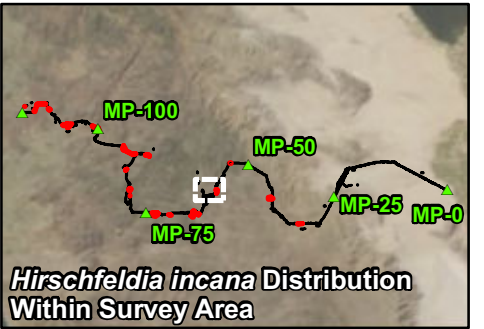 MP-100
MP-50
MP-25
MP-0
MP-75
Hirschfeldia incana Distribution
Within Survey Area